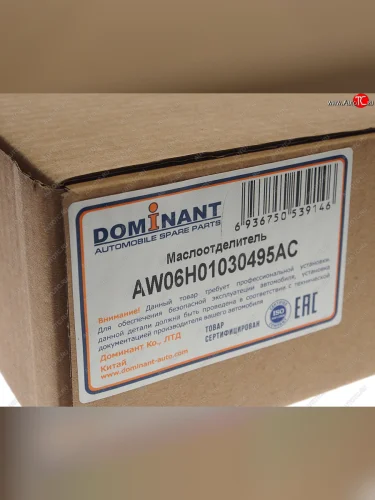 DOMINANT
AUTOMOBILE SPARE PARTS
6 936750 539146
Маслоотделитель
AW06H01030495AC
Внимание! Данный товар требует профессиональной установки.
Для обеспечения безопасной эксплуатации автомобиля, установка
данной детали должна быть проведена в соответствии с технической
документацией производителя вашего автомобиля
Доминант Ко., ЛТД
Китай
www.dominant-auto.com
ТОВАР
СЕРТИФИЦИРОВАН
ISO
EAC